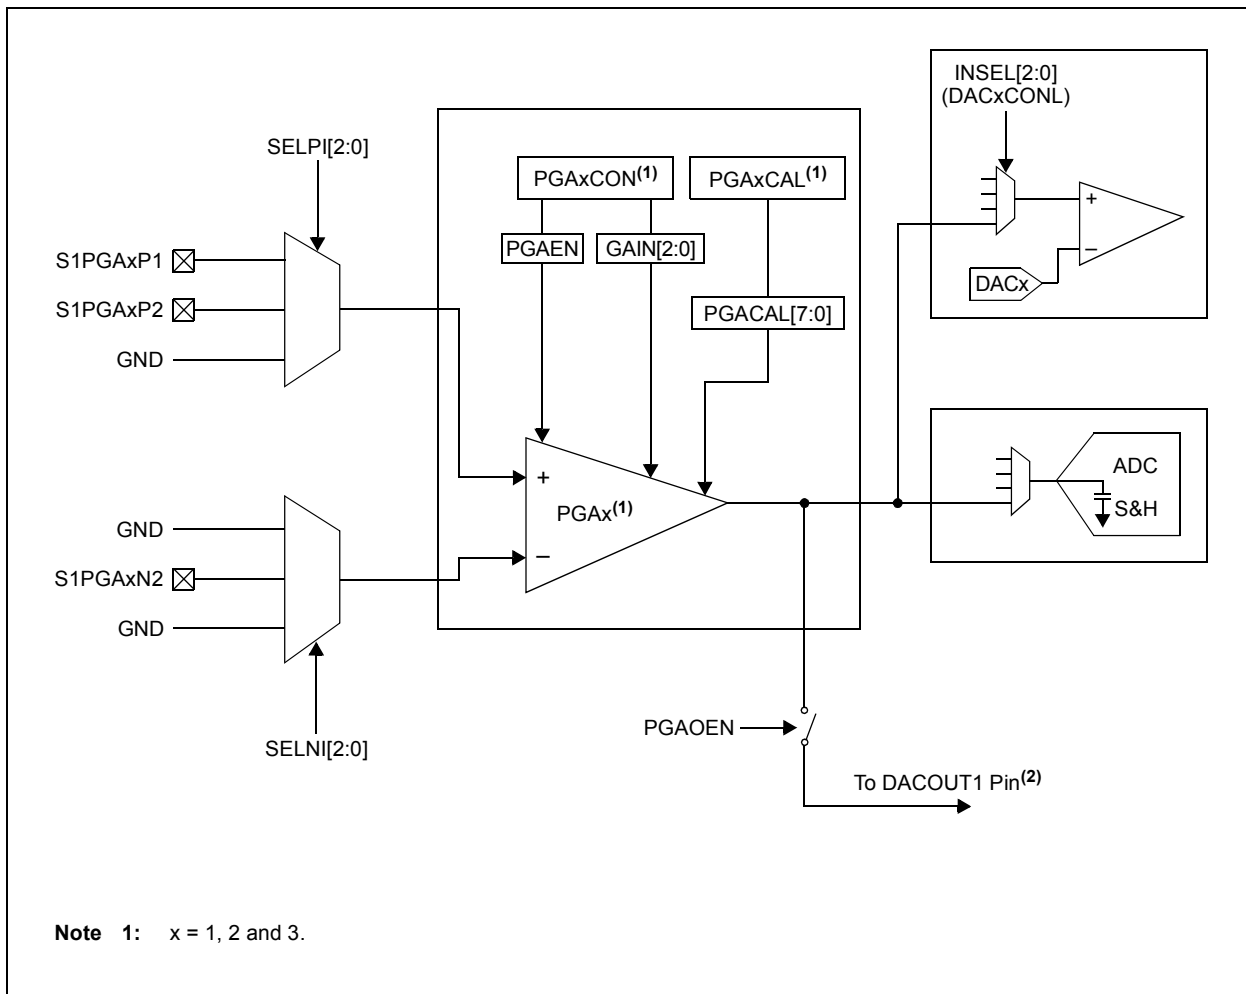 INSEL[2:0]
(DACxCONL)
SELPI[2:0]
PGAxCON(1)
PGAxCAL(1)
+
PGAEN
GAIN[2:0]
S1PGAxP1
–
DACx
S1PGAxP2
PGACAL[7:0]
GND
ADC
+
S&H
PGAx(1)
GND
–
S1PGAxN2
GND
PGAOEN
SELNI[2:0]
To DACOUT1 Pin(2)
Note 1: x = 1, 2 and 3.